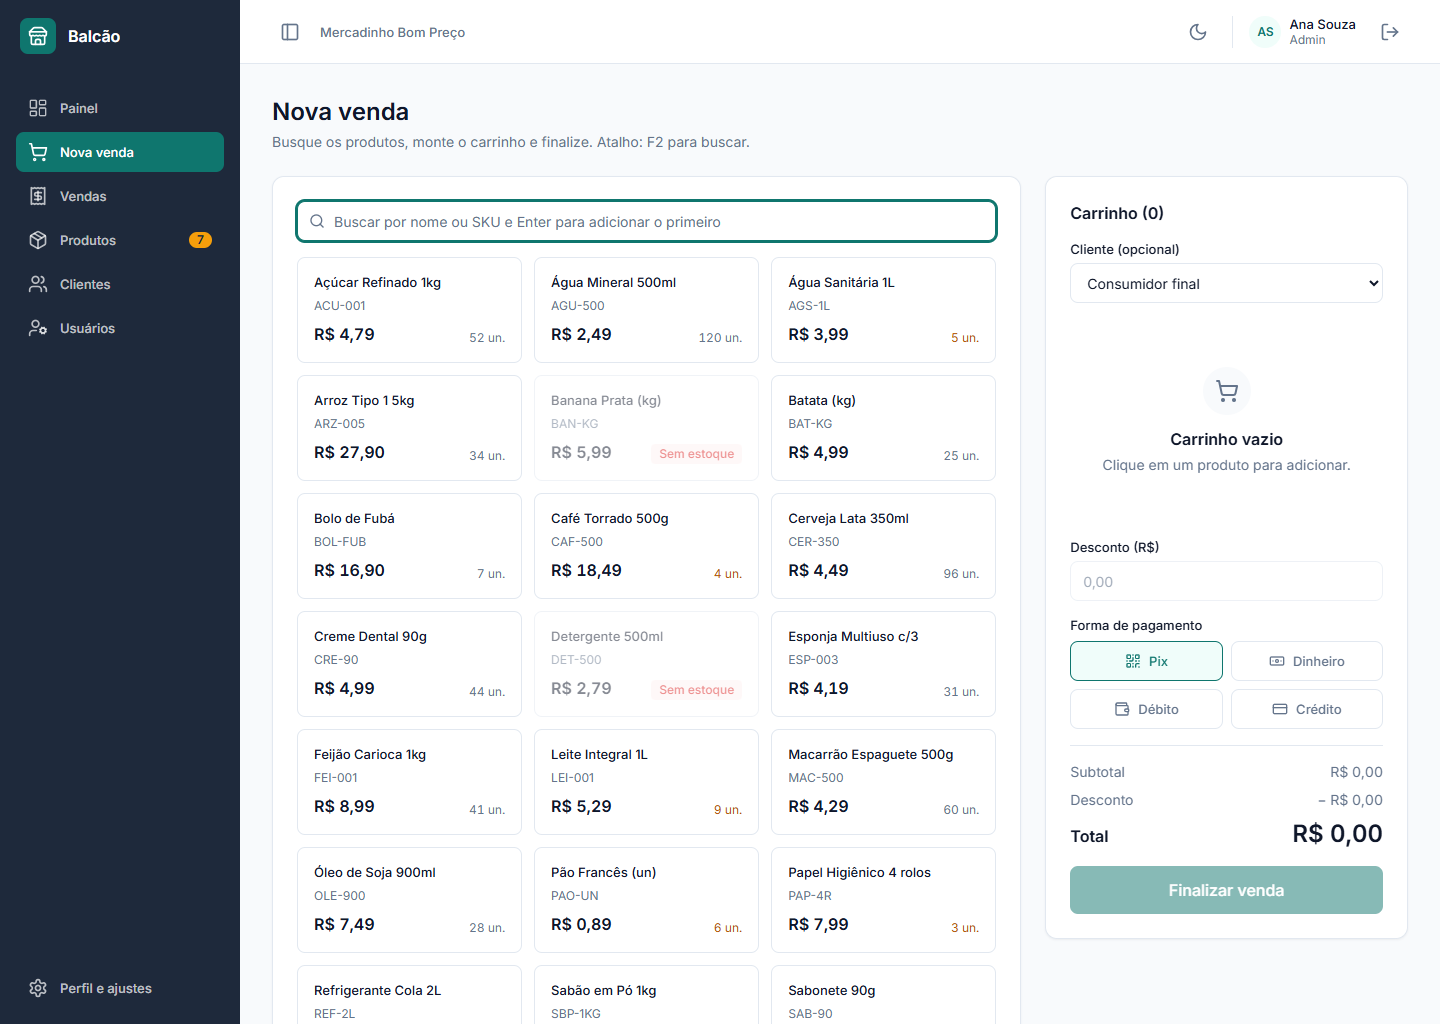 Balcão
Painel
Nova venda
Vendas
Produtos 7
Clientes
Usuários
Perfil e ajustes
Mercadinho Bom Preço
AS
Ana Souza
Admin
Nova venda
Busque os produtos, monte o carrinho e finalize. Atalho: F2 para buscar.
Buscar por nome ou SKU e Enter para adicionar o primeiro
Açúcar Refinado 1kg
ACU-001
R$ 4,79 52 un.
Água Mineral 500ml
AGU-500
R$ 2,49 120 un.
Água Sanitária 1L
AGS-1L
R$ 3,99 5 un.
Arroz Tipo 1 5kg
ARZ-005
R$ 27,90 34 un.
Banana Prata (kg)
BAN-KG
R$ 5,99 Sem estoque
Batata (kg)
BAT-KG
R$ 4,99 25 un.
Bolo de Fubá
BOL-FUB
R$ 16,90 7 un.
Café Torrado 500g
CAF-500
R$ 18,49 4 un.
Cerveja Lata 350ml
CER-350
R$ 4,49 96 un.
Creme Dental 90g
CRE-90
R$ 4,99 44 un.
Detergente 500ml
DET-500
R$ 2,79 Sem estoque
Esponja Multiuso c/3
ESP-003
R$ 4,19 31 un.
Feijão Carioca 1kg
FEI-001
R$ 8,99 41 un.
Leite Integral 1L
LEI-001
R$ 5,29 9 un.
Macarrão Espaguete 500g
MAC-500
R$ 4,29 60 un.
Óleo de Soja 900ml
OLE-900
R$ 7,49 28 un.
Pão Francês (un)
PAO-UN
R$ 0,89 6 un.
Papel Higiênico 4 rolos
PAP-4R
R$ 7,99 3 un.
Refrigerante Cola 2L
REF-2L
Sabão em Pó 1kg
SBP-1KG
Sabonete 90g
SAB-90
Carrinho (0)
Cliente (opcional)
Consumidor final
Carrinho vazio
Clique em um produto para adicionar.
Desconto (R$)
0,00
Forma de pagamento
Pix
Dinheiro
Débito
Crédito
Subtotal R$ 0,00
Desconto − R$ 0,00
Total R$ 0,00
Finalizar venda